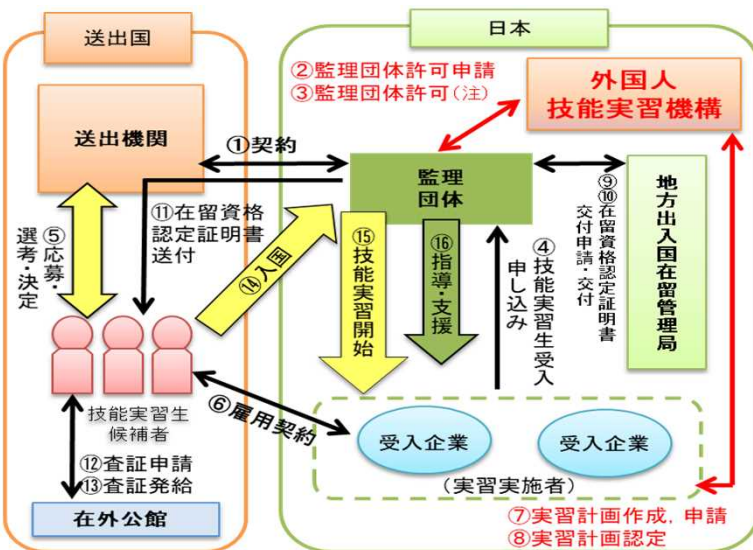 送出国
日本
②監理団体許可申請
③監理団体許可(注)
外国人
技能実習機構
送出機関
①契約
監理
団体
⑪在留資格
認定証明書
送付
⑤応募・
選考・決定
⑭入国
⑮技能実習開始
⑯指導・支援
④技能実習生受入
申し込み
⑨⑩在留資格認定証明書
交付申請・交付
地方出入国在留管理局
技能実習生
候補者
⑥雇用契約
受入企業
受入企業
(実習実施者)
⑫査証申請
⑬査証発給
在外公館
⑦実習計画作成，申請
⑧実習計画認定